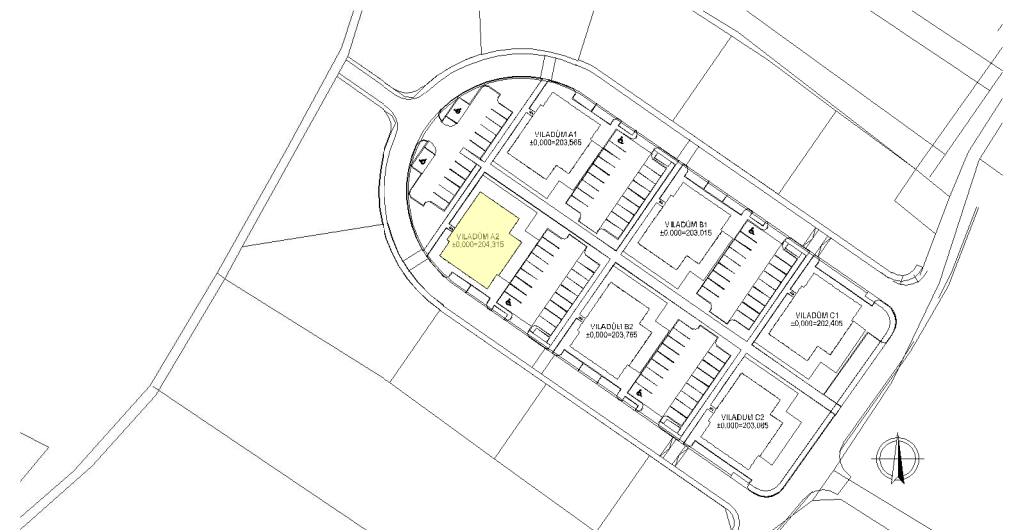 VILADŮM A1
±0,000=203,565
VILADŮM A2
±0,000=204,315
VILADŮM B1
±0,000=203,015
VILADŮM B2
±0,000=203,765
VILADŮM C1
±0,000=202,405
VILADŮM C2
±0,000=203,065